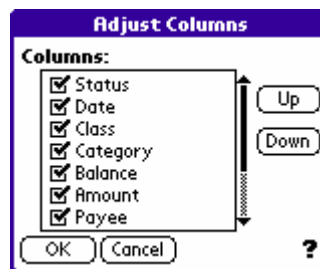 Adjust Columns
Columns:
Status
Date
Class
Category
Balance
Amount
Payee
Up
Down
OK
Cancel
?